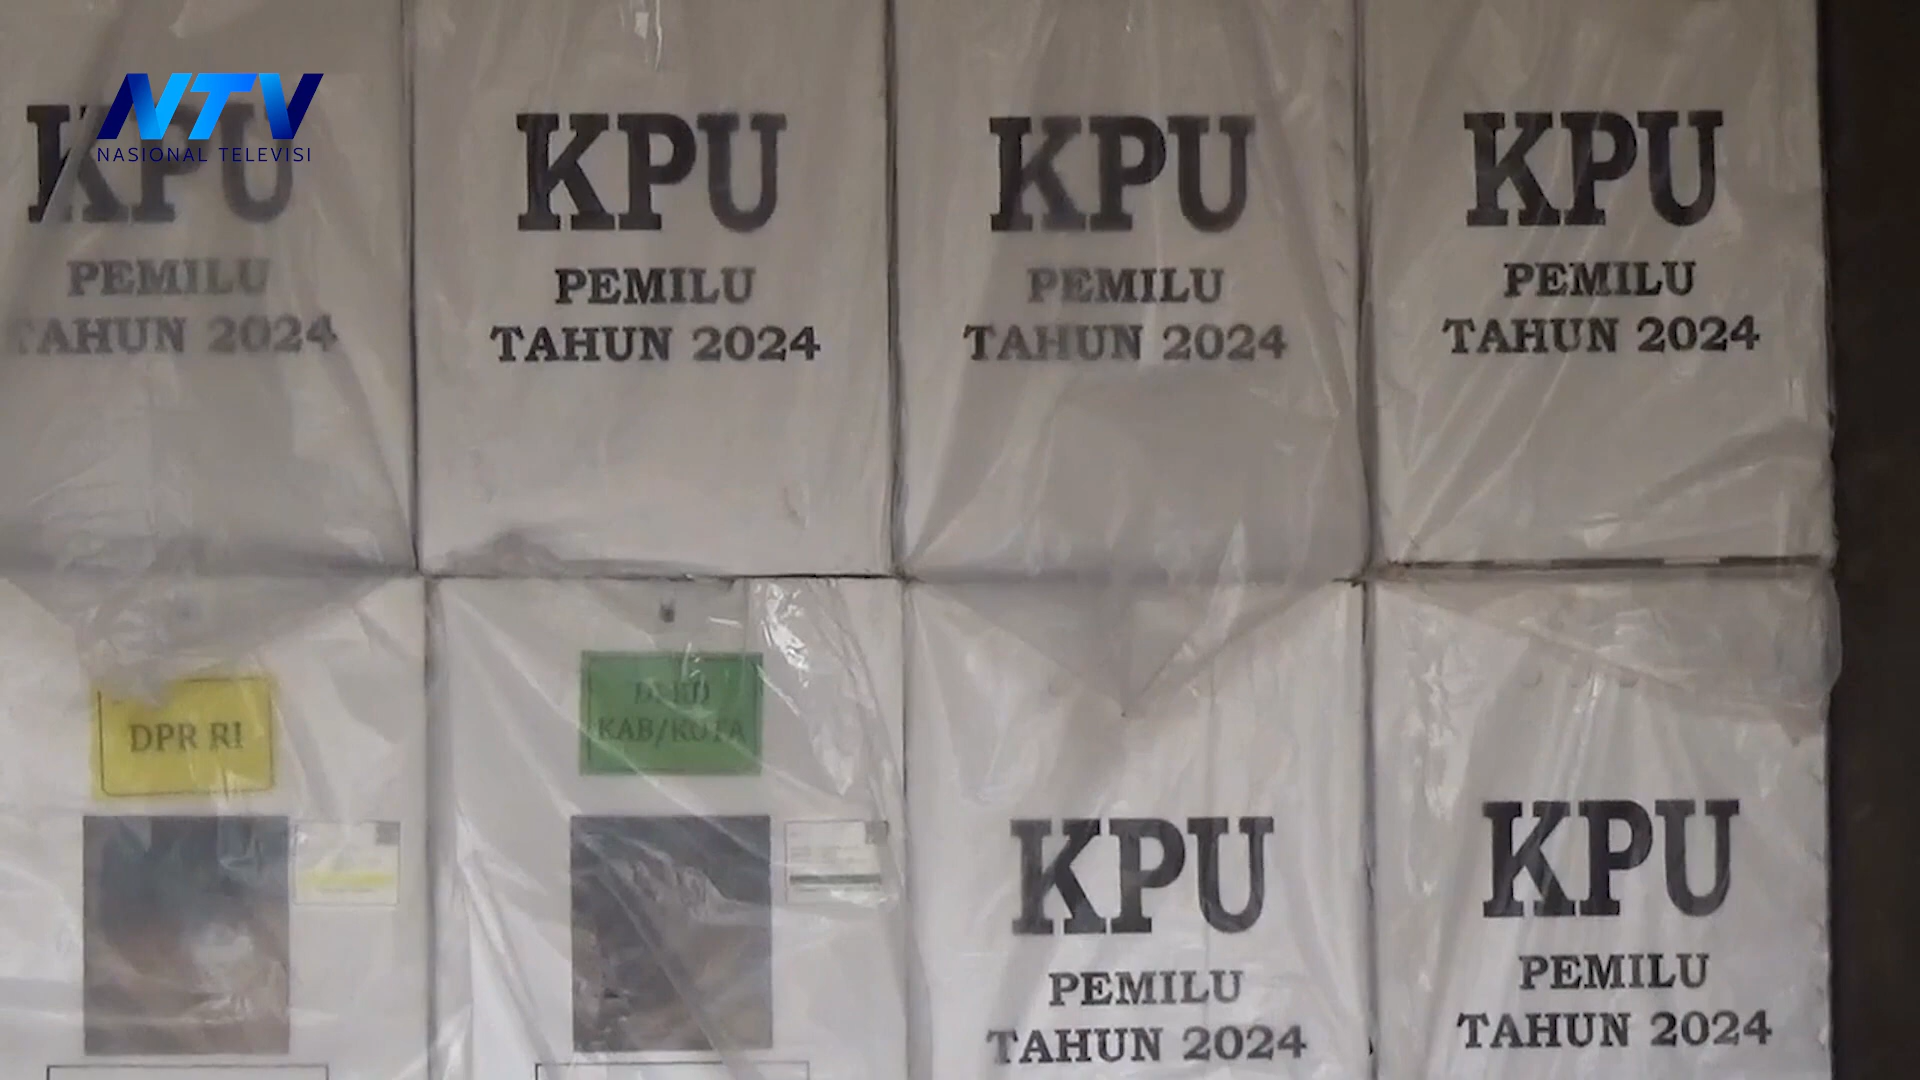 NTV
NASIONAL TELEVISI
KPU
PEMILU
TAHUN 2024
KPU
PEMILU
TAHUN 2024
KPU
PEMILU
TAHUN 2024
KPU
PEMILU
TAHUN 2024
DPR RI
DPRD
KAB/KOTA
KPU
PEMILU
TAHUN 2024
KPU
PEMILU
TAHUN 2024